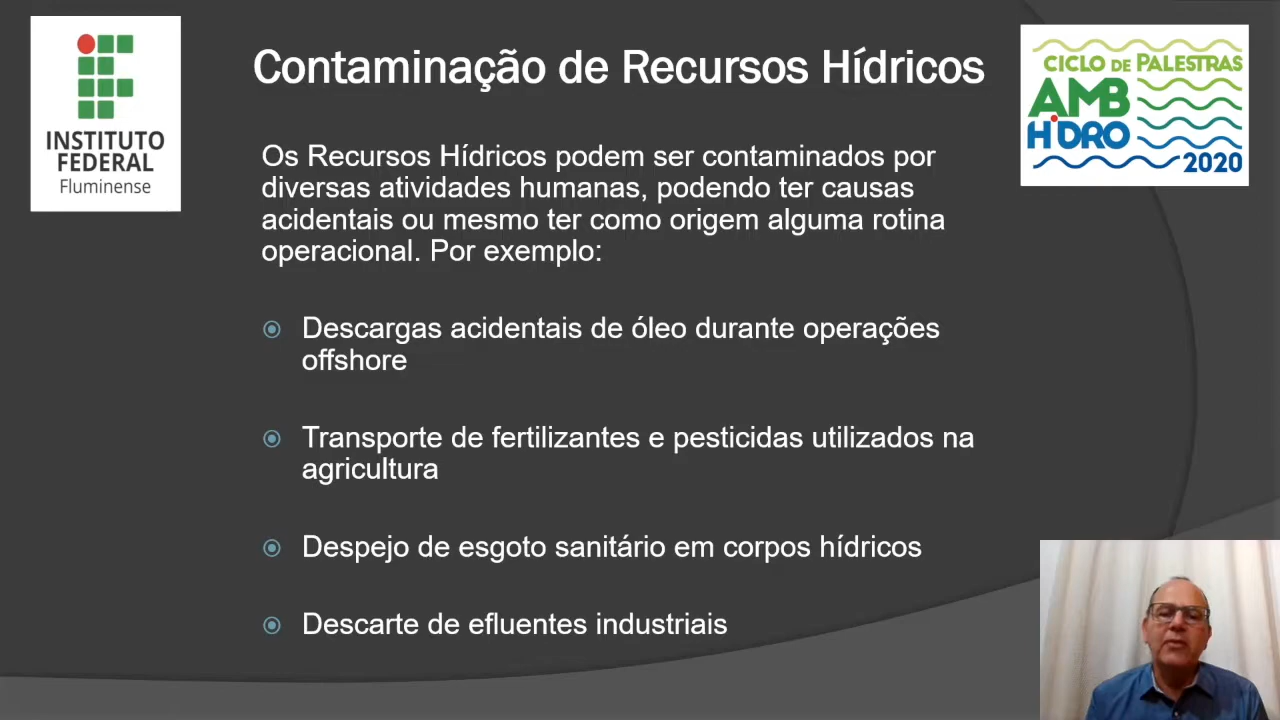 INSTITUTO
FEDERAL
Fluminense
Contaminação de Recursos Hídricos
CICLO DE PALESTRAS
AMB
HIDRO
2020
Os Recursos Hídricos podem ser contaminados por
diversas atividades humanas, podendo ter causas
acidentais ou mesmo ter como origem alguma rotina
operacional. Por exemplo:
Descargas acidentais de óleo durante operações
offshore
Transporte de fertilizantes e pesticidas utilizados na
agricultura
Despejo de esgoto sanitário em corpos hídricos
Descarte de efluentes industriais